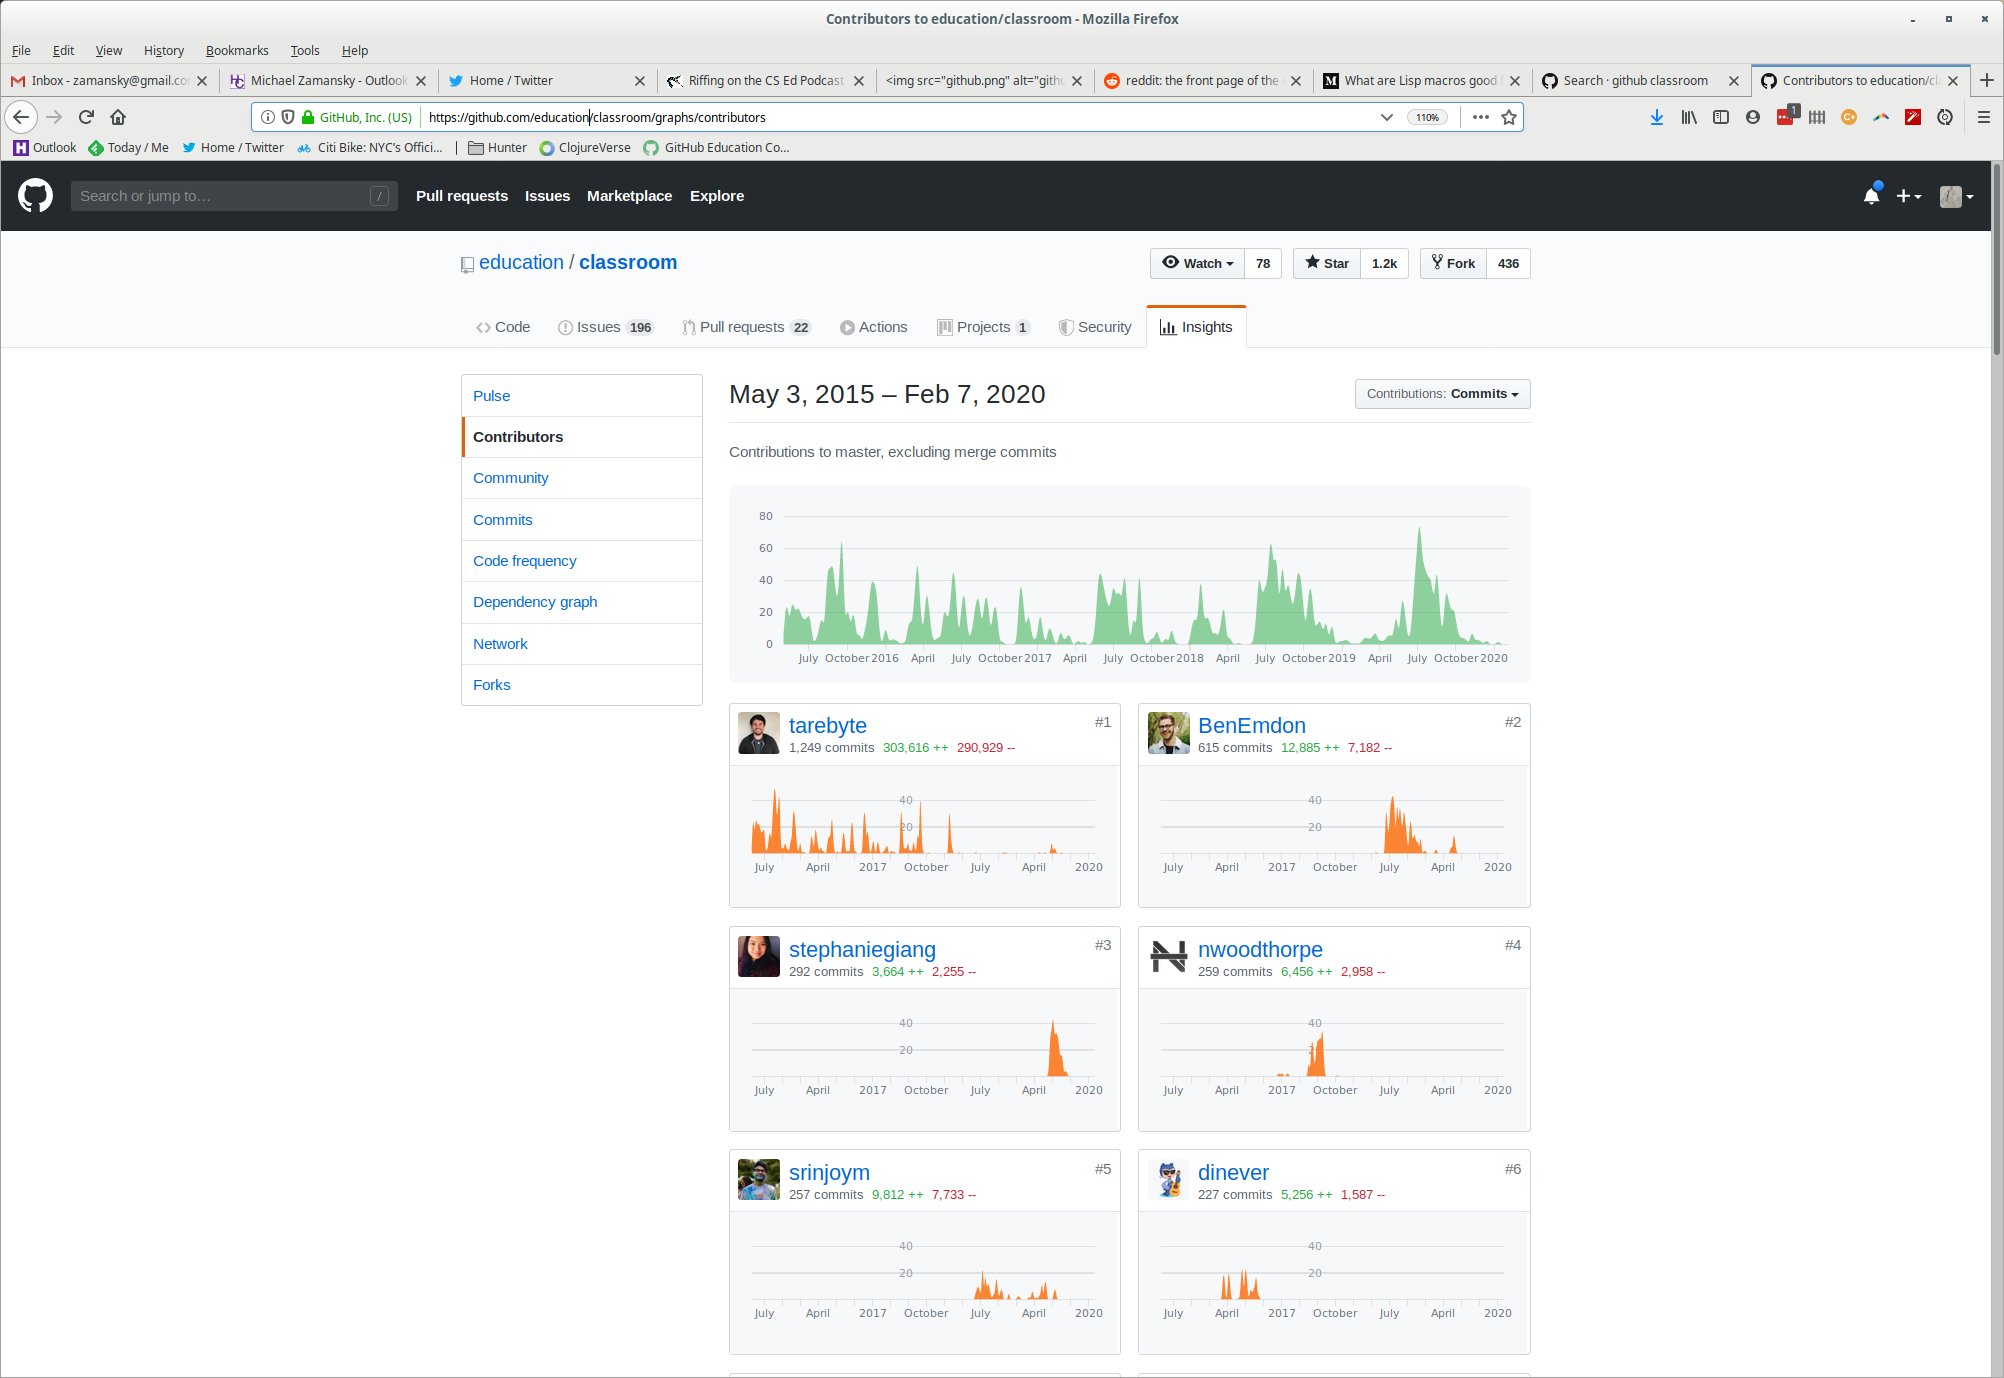 Contributors to education/classroom - Mozilla Firefox
File Edit View History Bookmarks Tools Help
Inbox - zamansky@gmail.co Michael Zamansky - Outlook Home / Twitter Riffing on the CS Ed Podcast <img src="github.png" alt="gith reddit: the front page of the What are Lisp macros good Search · github classroom Contributors to education/cl
GitHub, Inc. (US) https://github.com/education/classroom/graphs/contributors 110% 1
Outlook Today / Me Home / Twitter Citi Bike: NYC's Offici... Hunter ClojureVerse GitHub Education Co...
Search or jump to... / Pull requests Issues Marketplace Explore
education / classroom Watch 78 Star 1.2k Fork 436
Code Issues 196 Pull requests 22 Actions Projects 1 Security Insights
Pulse
Contributors
Community
Commits
Code frequency
Dependency graph
Network
Forks
May 3, 2015 – Feb 7, 2020 Contributions: Commits
Contributions to master, excluding merge commits
80
60
40
20
0
July October 2016 April July October 2017 April July October 2018 April July October 2019 April July October 2020
tarebyte #1
1,249 commits 303,616 ++ 290,929 --
40
20
July April 2017 October July April 2020
BenEmdon #2
615 commits 12,885 ++ 7,182 --
40
20
July April 2017 October July April 2020
stephaniegiang #3
292 commits 3,664 ++ 2,255 --
40
20
July April 2017 October July April 2020
nwoodthorpe #4
259 commits 6,456 ++ 2,958 --
40
July April 2017 October July April 2020
srinjoym #5
257 commits 9,812 ++ 7,733 --
40
20
July April 2017 October July April 2020
dinever #6
227 commits 5,256 ++ 1,587 --
40
20
July April 2017 October July April 2020